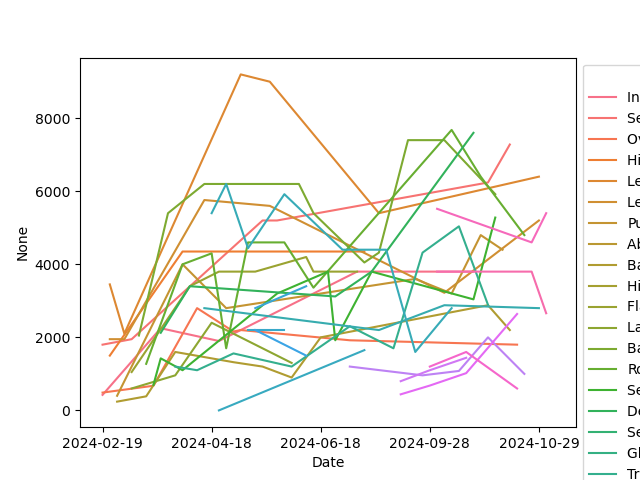 8000
6000
4000
2000
0
None
2024-02-19 2024-04-18 2024-06-18 2024-09-28 2024-10-29
Date
In
Se
Ov
Hi
Le
Le
Pu
Ab
Ba
Hi
Fl
La
Ba
Ro
Se
De
Se
Gl
Tr